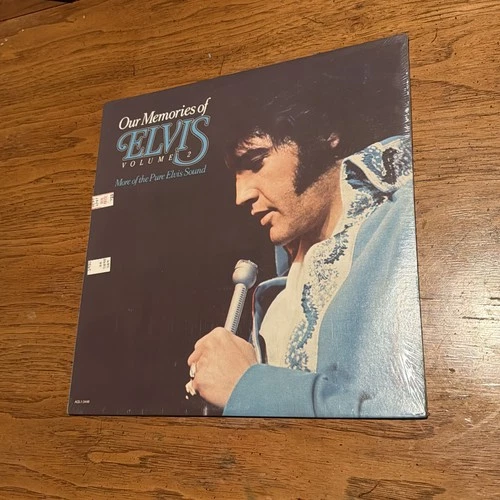 Our Memories of
ELVIS
VOLUME 2
More of the Pure Elvis Sound